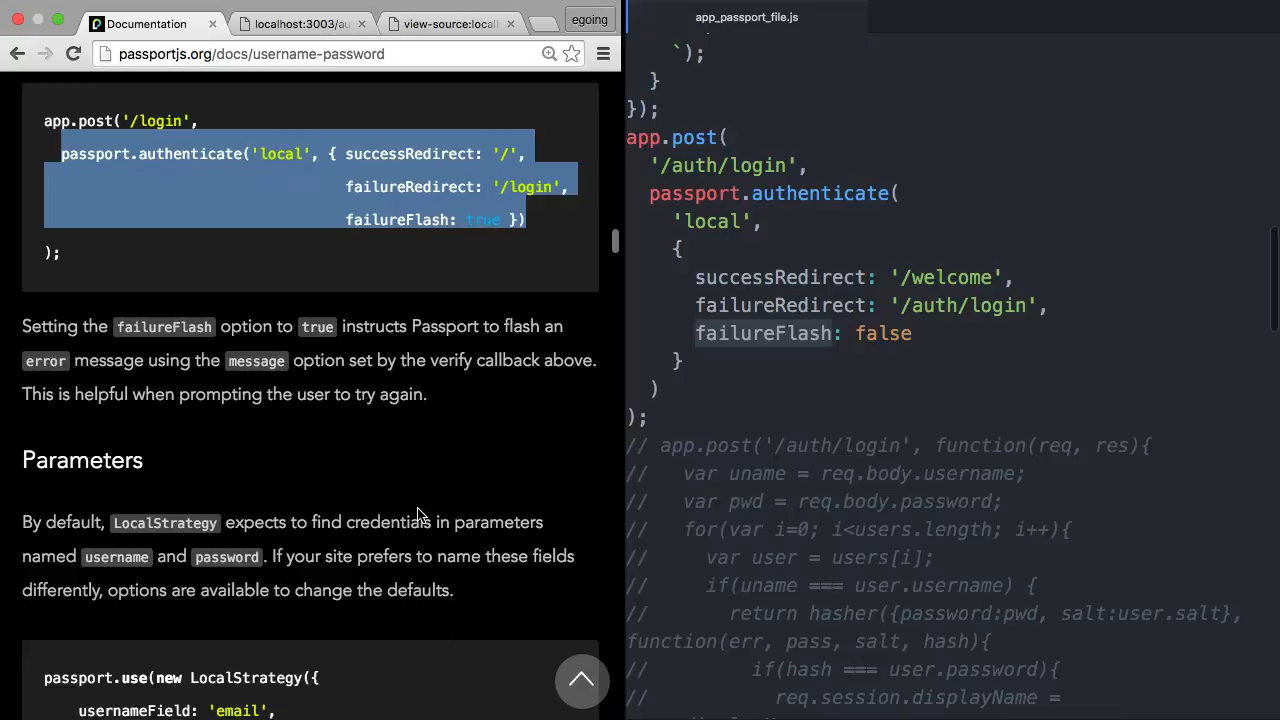 Documentation
localhost:3003/au
view-source:local
egoing
passportjs.org/docs/username-password
app.post('/login',
passport.authenticate('local', { successRedirect: '/',
failureRedirect: '/login',
failureFlash: true })
);
Setting the failureFlash option to true instructs Passport to flash an
error message using the message option set by the verify callback above.
This is helpful when prompting the user to try again.
Parameters
By default, LocalStrategy expects to find credentials in parameters
named username and password. If your site prefers to name these fields
differently, options are available to change the defaults.
passport.use(new LocalStrategy({
usernameField: 'email',
app_passport_file.js
`);
}
});
app.post(
'/auth/login',
passport.authenticate(
'local',
{
successRedirect: '/welcome',
failureRedirect: '/auth/login',
failureFlash: false
}
)
);
// app.post('/auth/login', function(req, res){
//   var uname = req.body.username;
//   var pwd = req.body.password;
//   for(var i=0; i<users.length; i++){
//     var user = users[i];
//     if(uname === user.username) {
//       return hasher({password:pwd, salt:user.salt},
function(err, pass, salt, hash){
//         if(hash === user.password){
//           req.session.displayName =